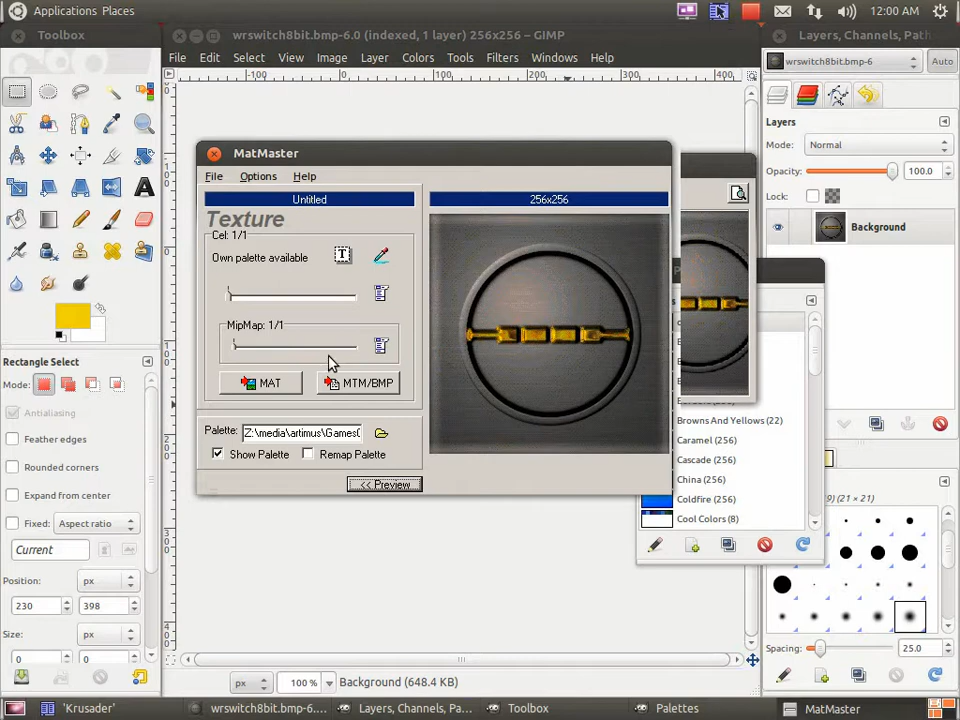 Applications Places
12:00 AM
Toolbox
wrswitch8bit.bmp-6.0 (indexed, 1 layer) 256x256 – GIMP
Layers, Channels, Path
File Edit Select View Image Layer Colors Tools Filters Windows Help
wrswitch8bit.bmp-6
Auto
-100
0
100
200
300
400
Layers
Mode: Normal
Opacity: 100.0
Lock:
Background
MatMaster
File Options Help
Untitled
256x256
Texture
Cel: 1/1
Own palette available
T
MipMap: 1/1
MAT
MTM/BMP
Palette: Z:\media\artimus\Games
Show Palette
Remap Palette
<< Preview
Browns And Yellows (22)
Caramel (256)
Cascade (256)
China (256)
Coldfire (256)
Cool Colors (8)
Rectangle Select
Mode:
Antialiasing
Feather edges
Rounded corners
Expand from center
Fixed: Aspect ratio
Current
Position: px
230
398
Size: px
0
0
(21 × 21)
Spacing: 25.0
px
100 %
Background (648.4 KB)
'Krusader'
wrswitch8bit.bmp-6....
Layers, Channels, Pa...
Toolbox
Palettes
MatMaster